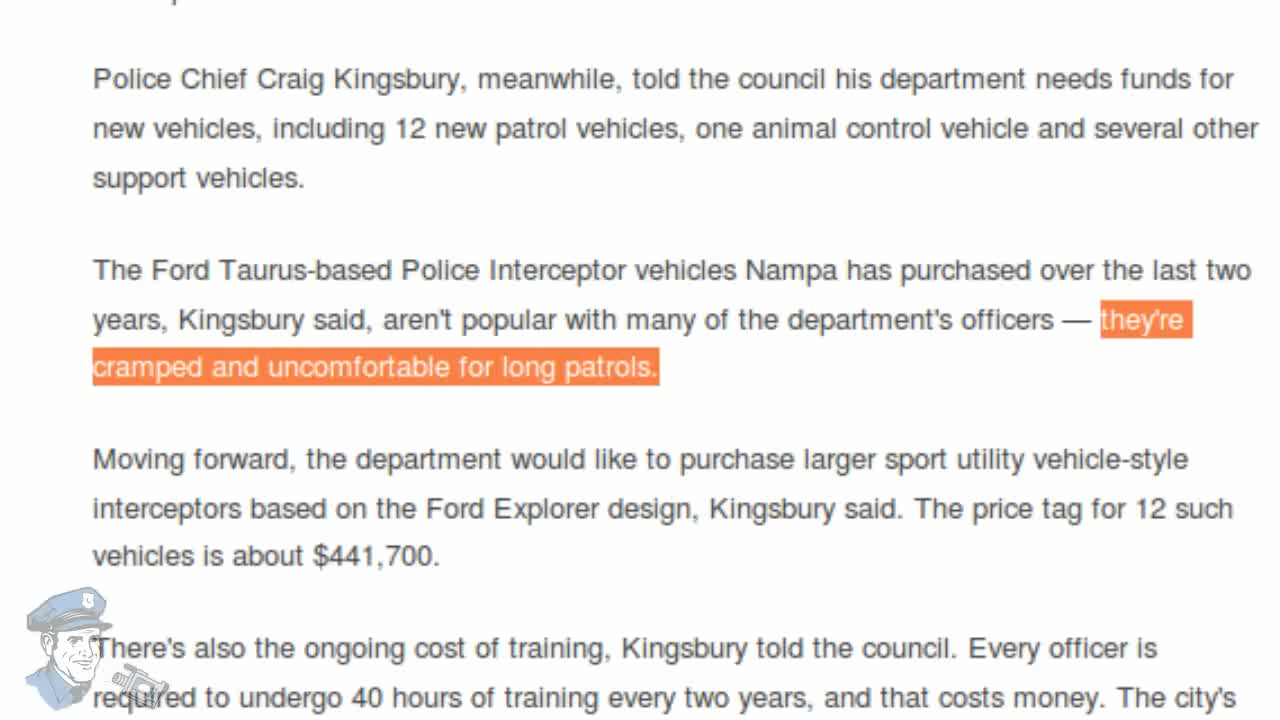 Police Chief Craig Kingsbury, meanwhile, told the council his department needs funds for
new vehicles, including 12 new patrol vehicles, one animal control vehicle and several other
support vehicles.
The Ford Taurus-based Police Interceptor vehicles Nampa has purchased over the last two
years, Kingsbury said, aren't popular with many of the department's officers — they're
cramped and uncomfortable for long patrols.
Moving forward, the department would like to purchase larger sport utility vehicle-style
interceptors based on the Ford Explorer design, Kingsbury said. The price tag for 12 such
vehicles is about $441,700.
There's also the ongoing cost of training, Kingsbury told the council. Every officer is
required to undergo 40 hours of training every two years, and that costs money. The city's